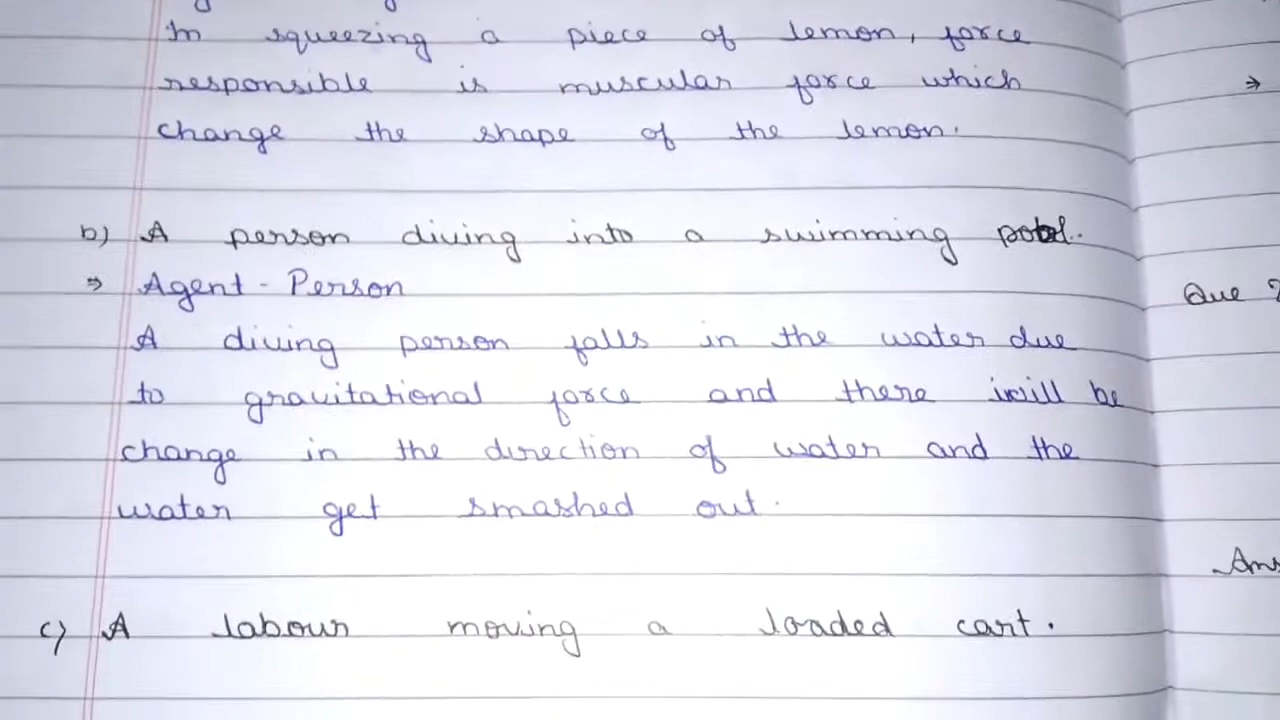 In squeezing a piece of lemon, force
responsible is muscular force which
change the shape of the lemon.
b) A person diving into a swimming pool.
⇒ Agent - Person
A diving person falls in the water due
to gravitational force and there will be
change in the direction of water and the
water get smashed out.
c) A labour moving a loaded cart.
⇒
Que
Ans